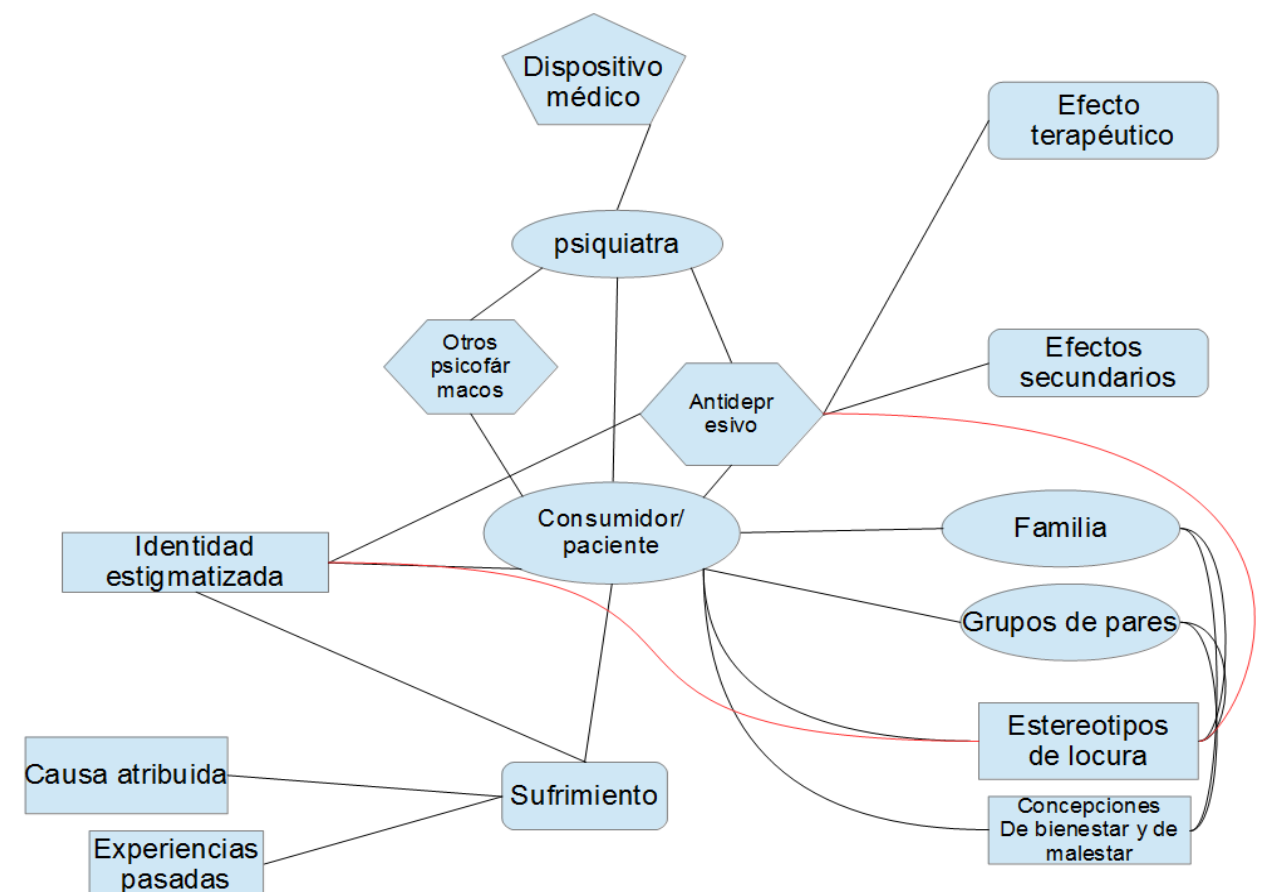 Dispositivo
médico
Efecto
terapéutico
psiquiatra
Otros
psicofár
macos
Antidepr
esivo
Efectos
secundarios
Consumidor/
paciente
Familia
Identidad
estigmatizada
Grupos de pares
Estereotipos
de locura
Causa atribuida
Sufrimiento
Concepciones
De bienestar y de
malestar
Experiencias
pasadas